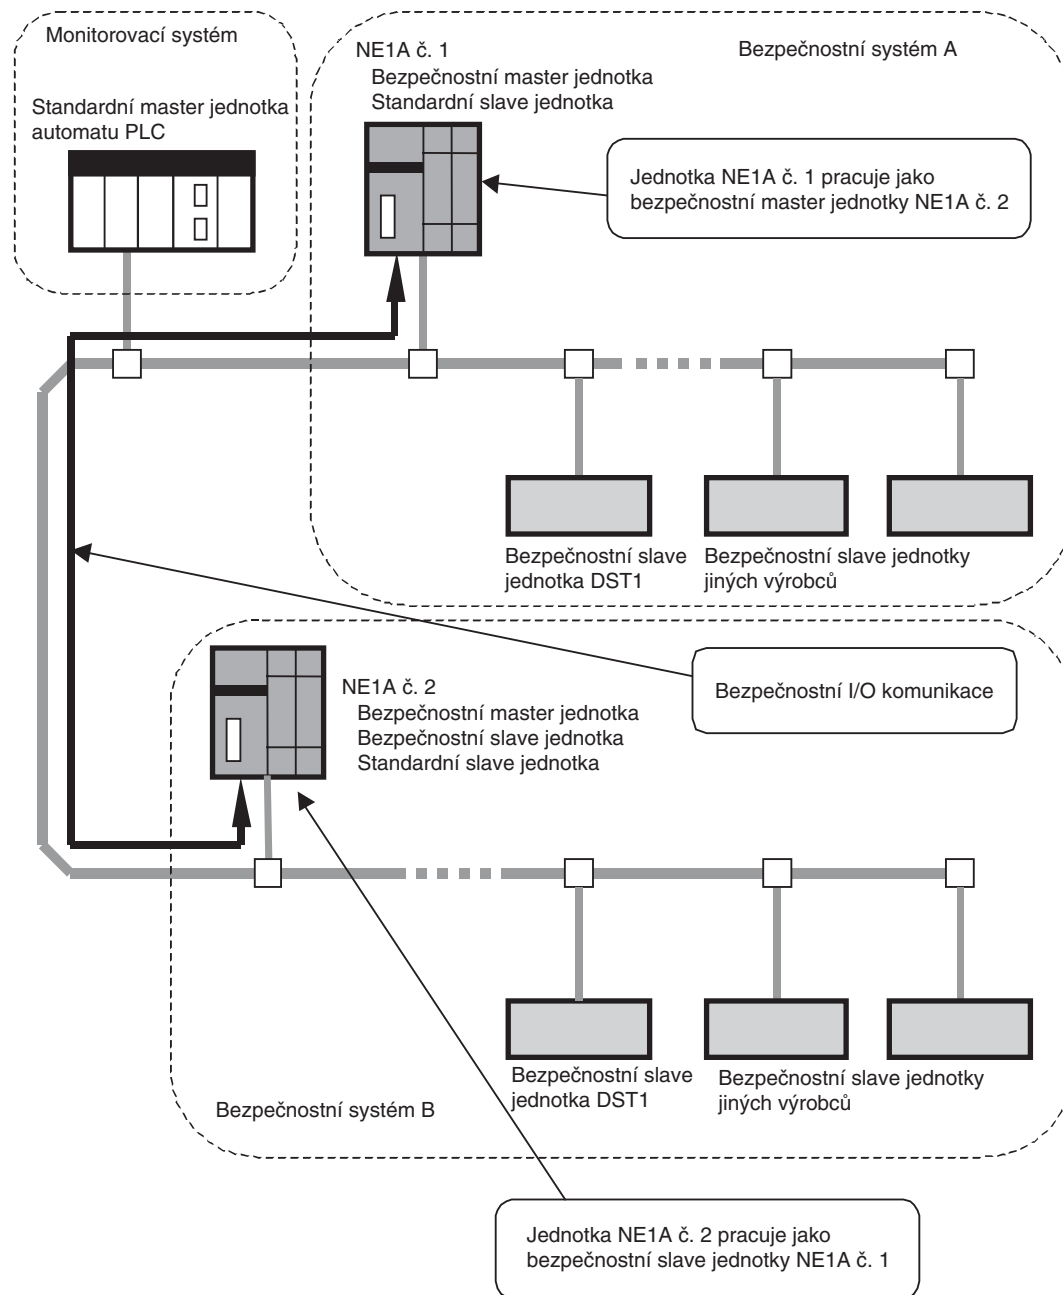 Monitorovací systém
Standardní master jednotka
automatu PLC
NE1A č. 1
Bezpečnostní master jednotka
Standardní slave jednotka
Bezpečnostní systém A
Jednotka NE1A č. 1 pracuje jako
bezpečnostní master jednotky NE1A č. 2
Bezpečnostní slave
jednotka DST1
Bezpečnostní slave jednotky
jiných výrobců
NE1A č. 2
Bezpečnostní master jednotka
Bezpečnostní slave jednotka
Standardní slave jednotka
Bezpečnostní I/O komunikace
Bezpečnostní slave
jednotka DST1
Bezpečnostní slave jednotky
jiných výrobců
Bezpečnostní systém B
Jednotka NE1A č. 2 pracuje jako
bezpečnostní slave jednotky NE1A č. 1